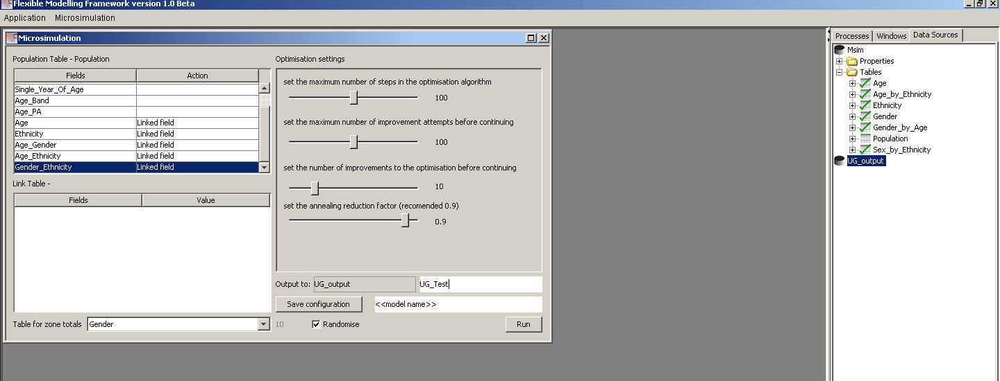 Flexible Modelling Framework version 1.0 Beta
Application Microsimulation
Microsimulation
Population Table - Population
Fields Action
Single_Year_Of_Age
Age_Band
Age_PA
Age Linked field
Ethnicity Linked field
Age_Gender Linked field
Age_Ethnicity Linked field
Gender_Ethnicity Linked field
Link Table -
Fields Value
Table for zone totals Gender
Optimisation settings
set the maximum number of steps in the optimisation algorithm
100
set the maximum number of improvement attempts before continuing
100
set the number of improvements to the optimisation before continuing
10
set the annealing reduction factor (recomended 0.9)
0.9
Output to: UG_output UG_Test
Save configuration <<model name>>
10 Randomise Run
Processes Windows Data Sources
Msim
Properties
Tables
Age
Age_by_Ethnicity
Ethnicity
Gender
Gender_by_Age
Population
Sex_by_Ethnicity
UG_output